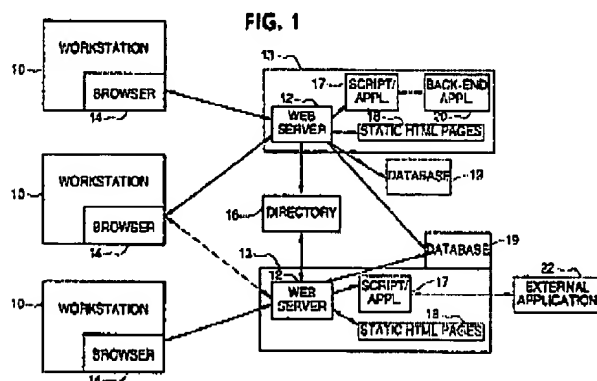 FIG. 1
WORKSTATION
10
BROWSER
14
WORKSTATION
10
BROWSER
14
WORKSTATION
10
BROWSER
14
13
12
WEB
SERVER
17
SCRIPT/
APPL.
BACK-END
APPL.
20
18
STATIC HTML PAGES
DATABASE
19
16
DIRECTORY
DATABASE
19
13
12
WEB
SERVER
SCRIPT/
APPL.
17
18
STATIC HTML PAGES
22
EXTERNAL
APPLICATION